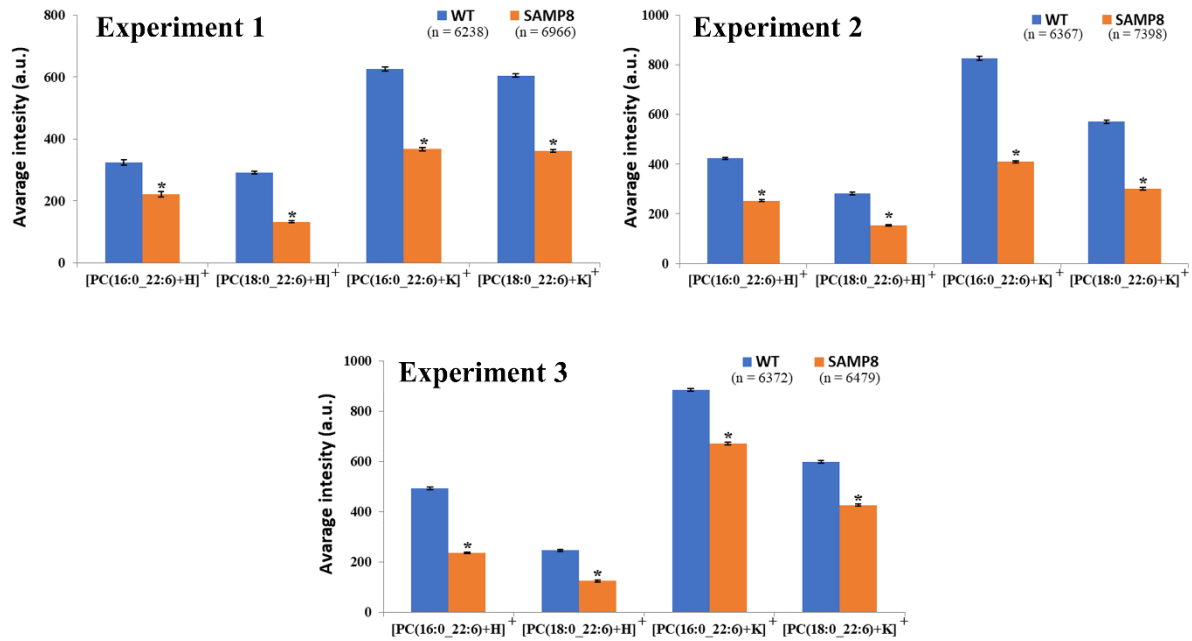 Experiment 1
WT
SAMP8
(n = 6238)
(n = 6966)
Avarage intesity (a.u.)
800
600
400
200
0
*
*
*
*
[PC(16:0_22:6)+H]+
[PC(18:0_22:6)+H]+
[PC(16:0_22:6)+K]+
[PC(18:0_22:6)+K]+
Experiment 2
WT
SAMP8
(n = 6367)
(n = 7398)
Avarage intesity (a.u.)
1000
800
600
400
200
0
*
*
*
*
[PC(16:0_22:6)+H]+
[PC(18:0_22:6)+H]+
[PC(16:0_22:6)+K]+
[PC(18:0_22:6)+K]+
Experiment 3
WT
SAMP8
(n = 6372)
(n = 6479)
Avarage intesity (a.u.)
1000
800
600
400
200
0
*
*
*
*
[PC(16:0_22:6)+H]+
[PC(18:0_22:6)+H]+
[PC(16:0_22:6)+K]+
[PC(18:0_22:6)+K]+